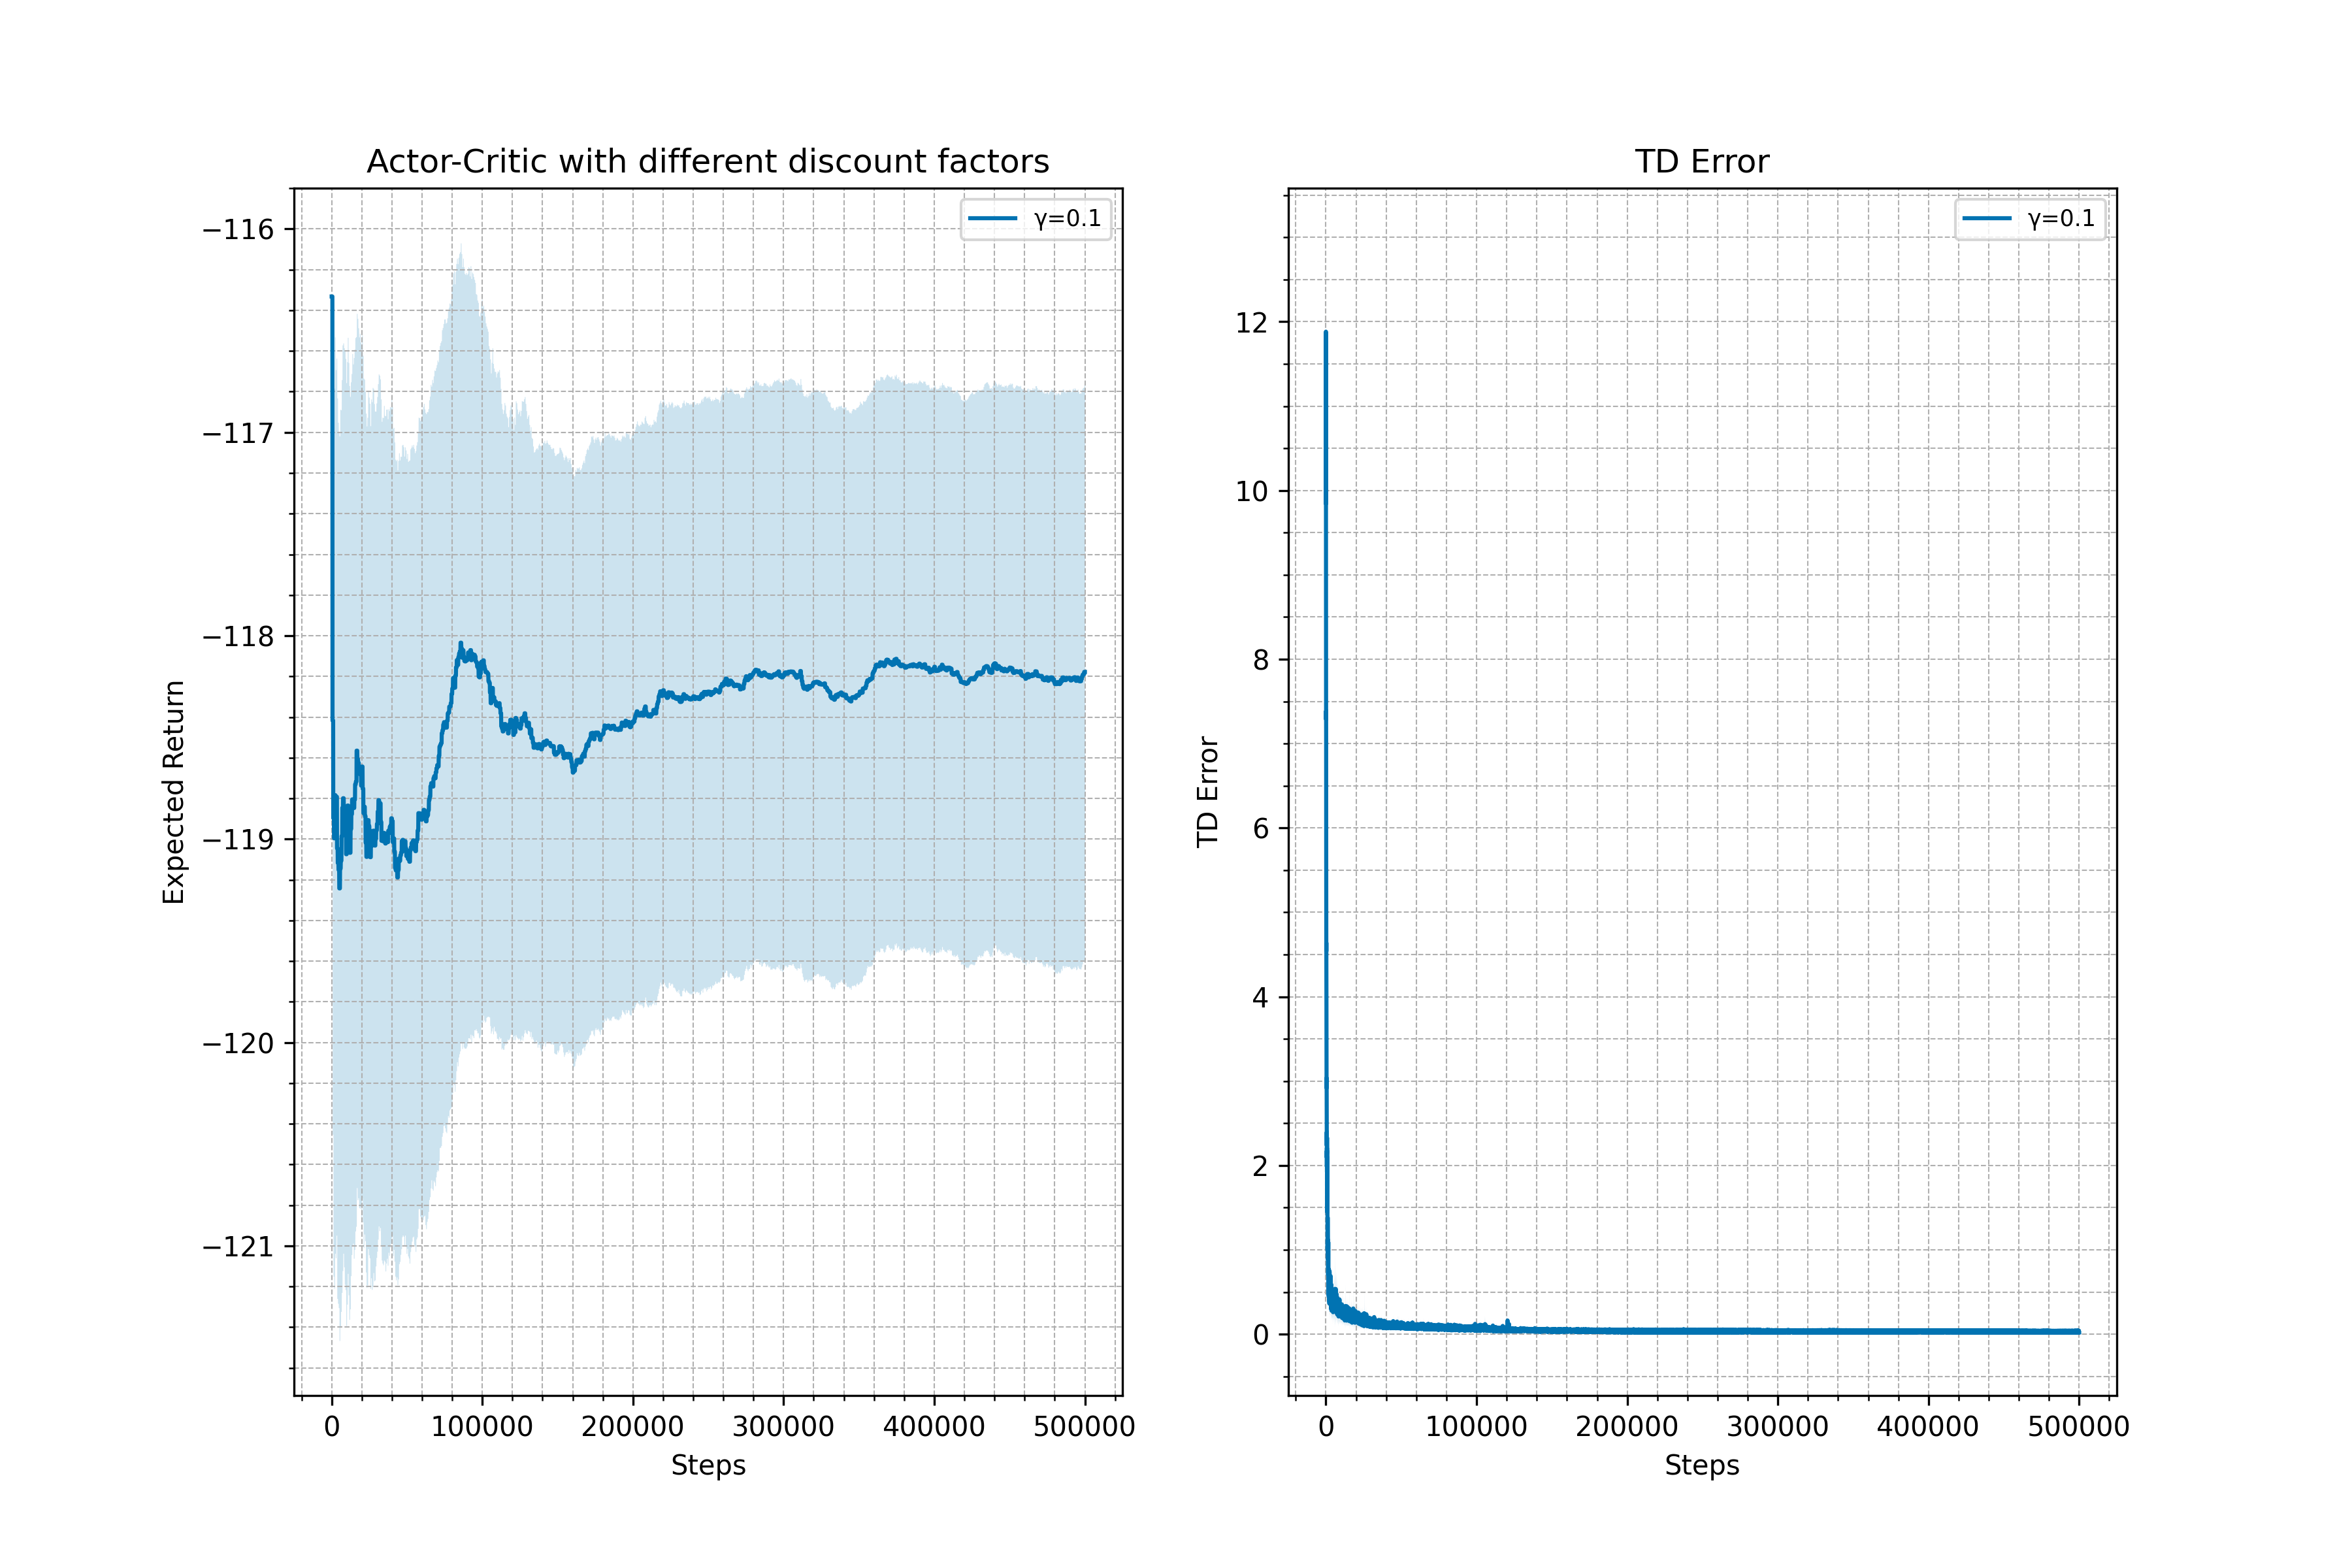 Actor-Critic with different discount factors
γ=0.1
−116
−117
−118
−119
−120
−121
Expected Return
0 100000 200000 300000 400000 500000
Steps
TD Error
γ=0.1
12
10
8
6
4
2
0
TD Error
0 100000 200000 300000 400000 500000
Steps